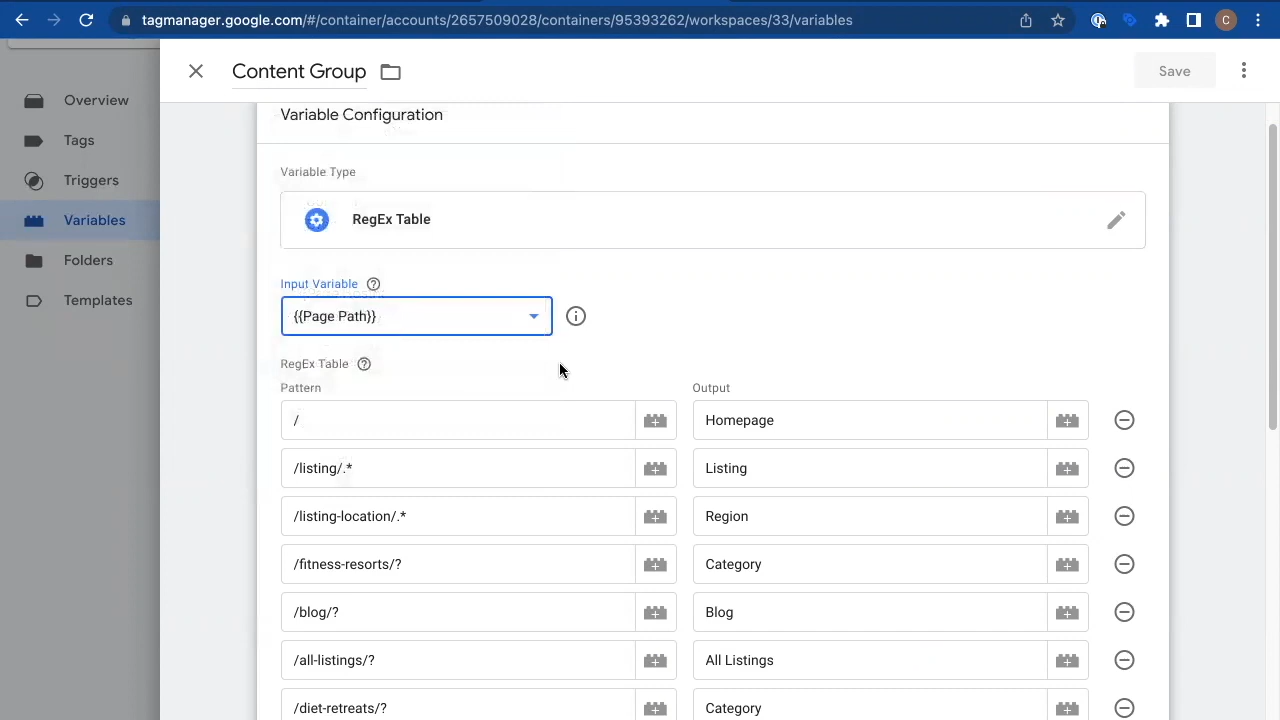 tagmanager.google.com/#/container/accounts/2657509028/containers/95393262/workspaces/33/variables
C
Content Group
Save
Overview
Tags
Triggers
Variables
Folders
Templates
Variable Configuration
Variable Type
RegEx Table
Input Variable
{{Page Path}}
RegEx Table
Pattern Output
/ Homepage
/listing/.* Listing
/listing-location/.* Region
/fitness-resorts/? Category
/blog/? Blog
/all-listings/? All Listings
/diet-retreats/? Category